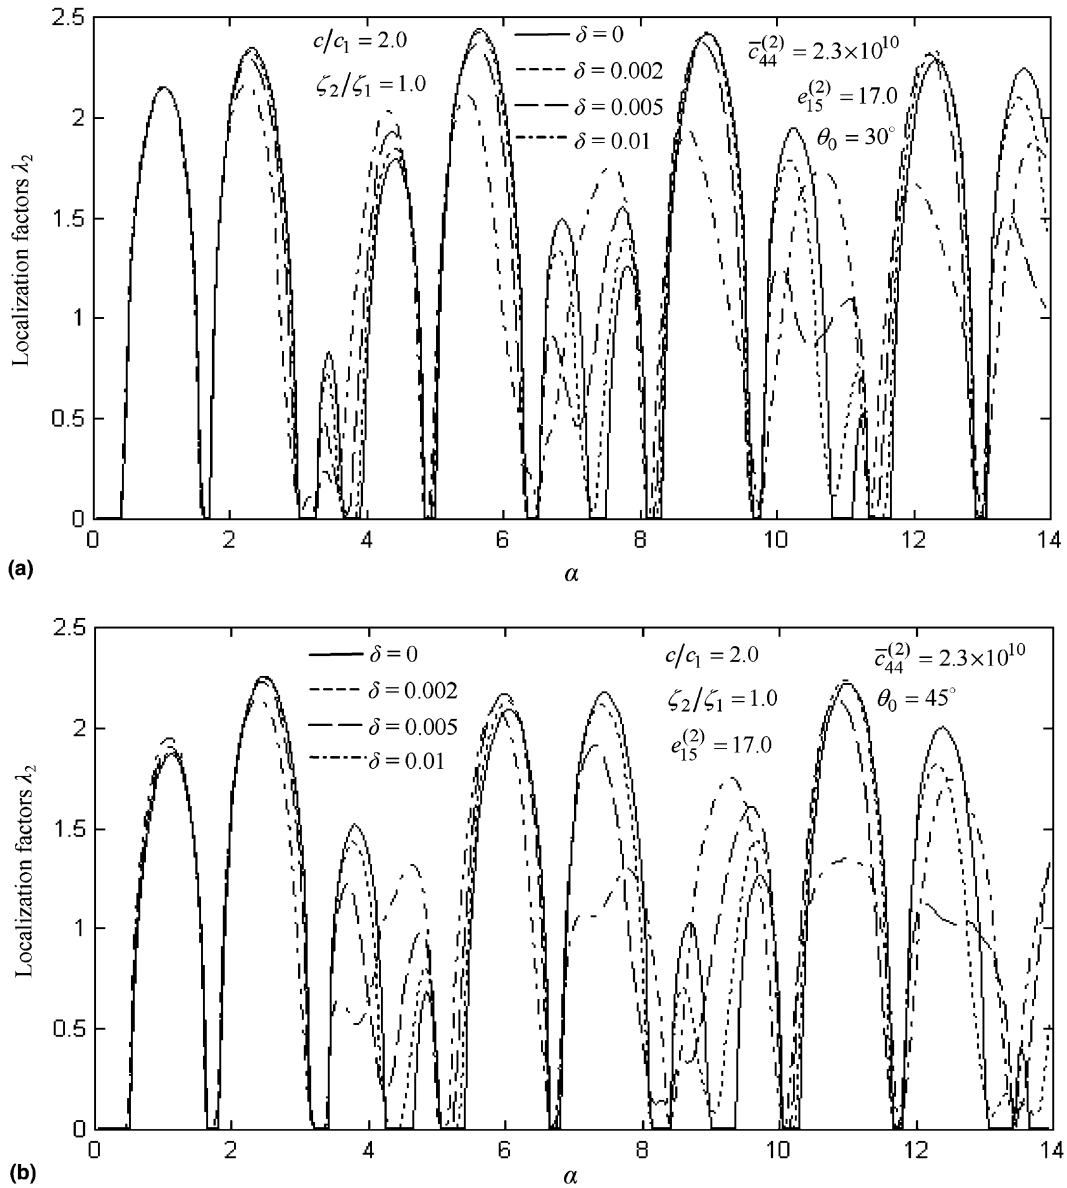 2.5
2
1.5
1
0.5
0
Localization factors λ₂
c/c₁ = 2.0
ζ₂/ζ₁ = 1.0
δ = 0
δ = 0.002
δ = 0.005
δ = 0.01
c̄₄₄⁽²⁾ = 2.3×10¹⁰
e₁₅⁽²⁾ = 17.0
θ₀ = 30°
0 2 4 6 8 10 12 14
(a)
α
2.5
2
1.5
1
0.5
0
Localization factors λ₂
δ = 0
δ = 0.002
δ = 0.005
δ = 0.01
c/c₁ = 2.0
ζ₂/ζ₁ = 1.0
e₁₅⁽²⁾ = 17.0
c̄₄₄⁽²⁾ = 2.3×10¹⁰
θ₀ = 45°
0 2 4 6 8 10 12 14
(b)
α